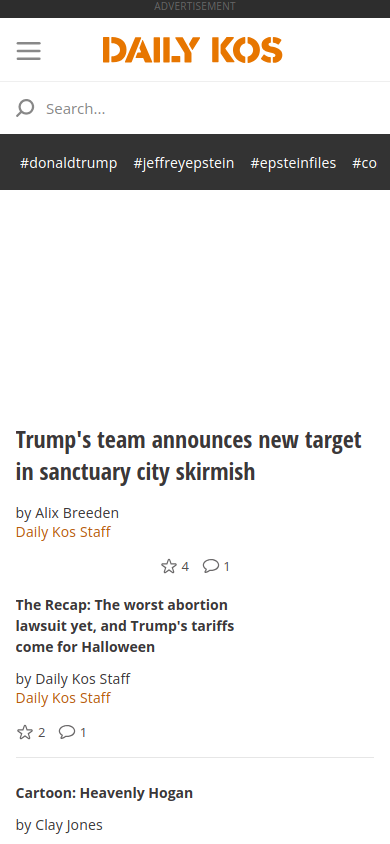 ADVERTISEMENT
DAILY KOS
Search...
#donaldtrump #jeffreyepstein #epsteinfiles #co
Trump's team announces new target
in sanctuary city skirmish
by Alix Breeden
Daily Kos Staff
4 1
The Recap: The worst abortion
lawsuit yet, and Trump's tariffs
come for Halloween
by Daily Kos Staff
Daily Kos Staff
2 1
Cartoon: Heavenly Hogan
by Clay Jones